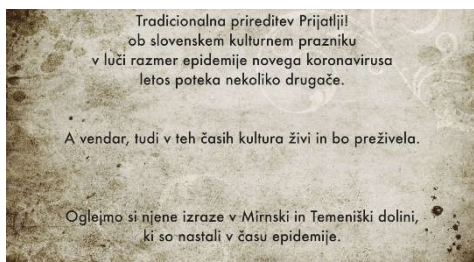 Tradicionalna prireditev Prijatlji!
ob slovenskem kulturnem prazniku
v luči razmer epidemije novega koronavirusa
letos poteka nekoliko drugače.
A vendar, tudi v teh časih kultura živi in bo preživela.
Oglejmo si njene izraze v Mirnski in Temeniški dolini,
ki so nastali v času epidemije.